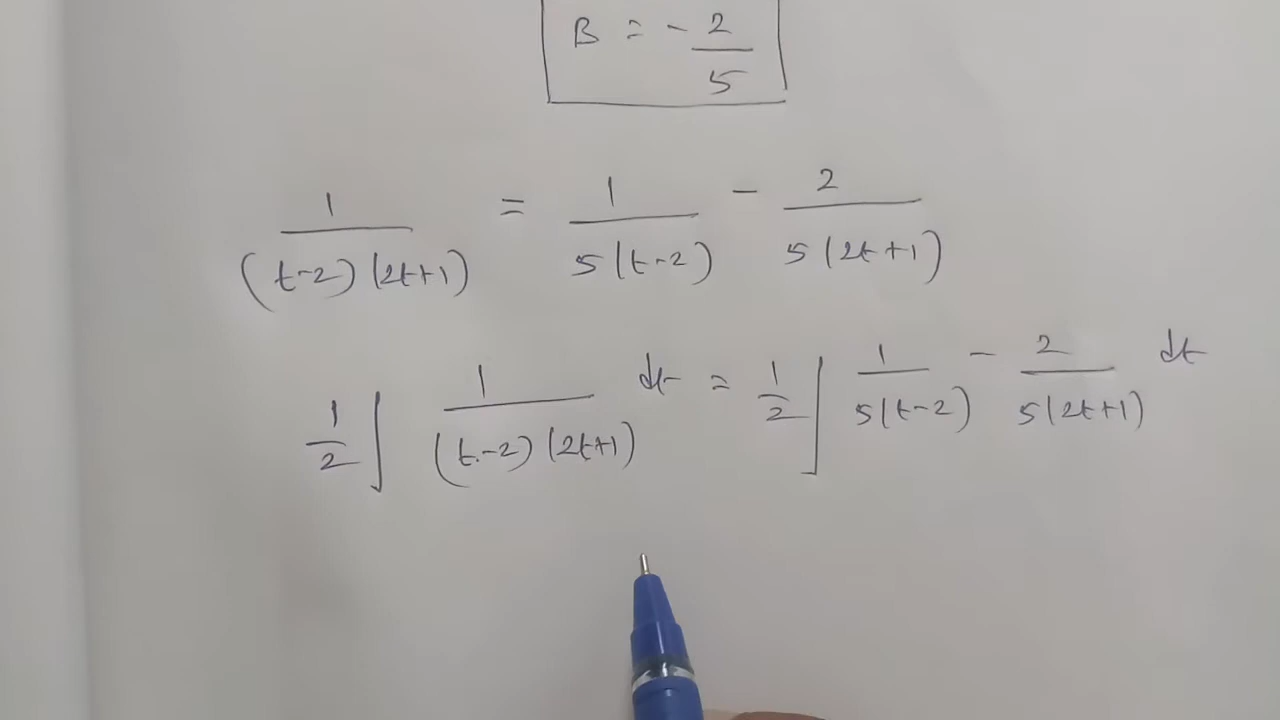 B = - 2/5
1/((t-2)(2t+1)) = 1/(5(t-2)) - 2/(5(2t+1))
1/2 ∫ 1/((t-2)(2t+1)) dt = 1/2 ∫ 1/(5(t-2)) - 2/(5(2t+1)) dt